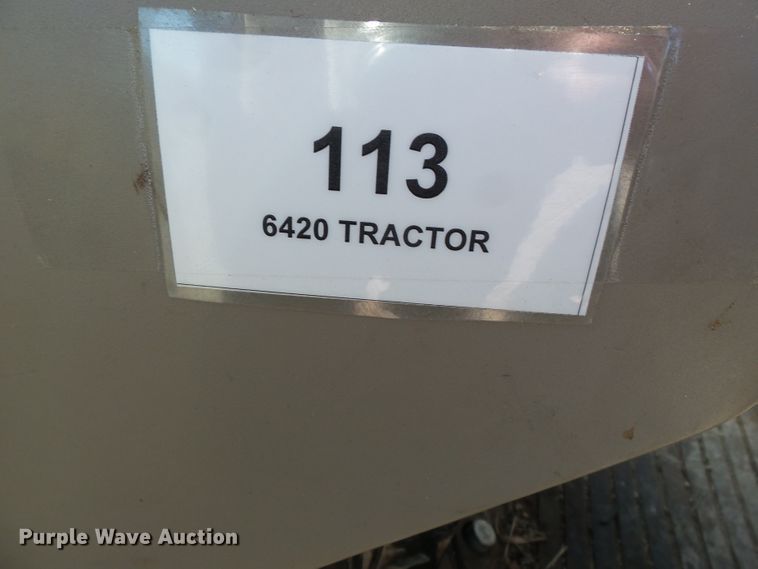 113
6420 TRACTOR
Purple Wave Auction®